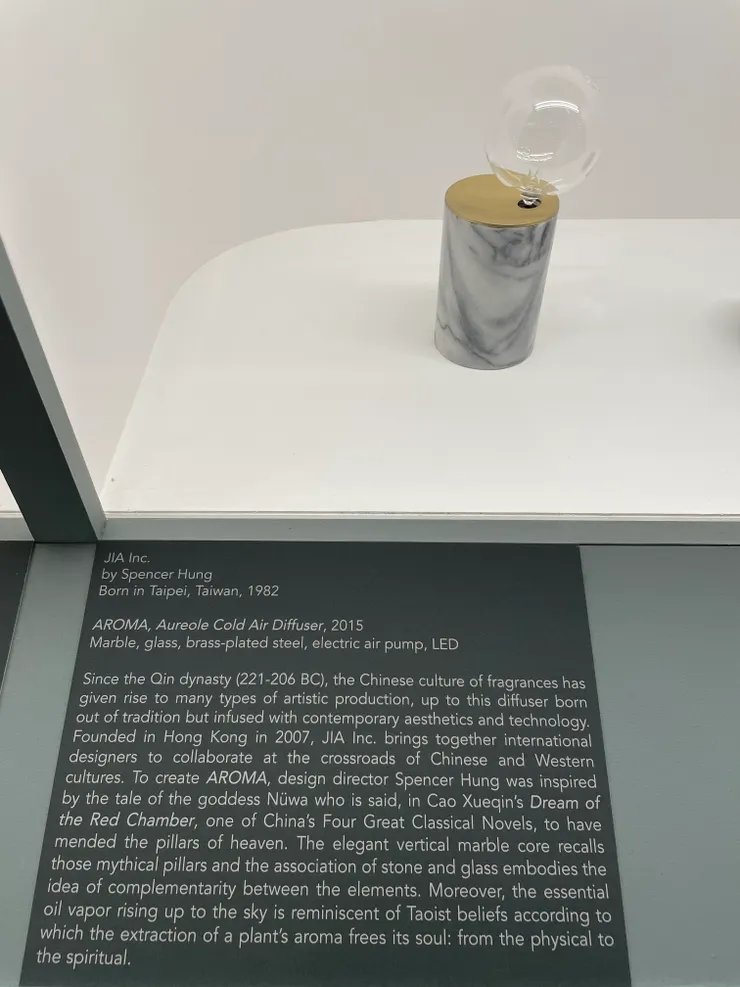 JIA Inc.
by Spencer Hung
Born in Taipei, Taiwan, 1982
AROMA, Aureole Cold Air Diffuser, 2015
Marble, glass, brass-plated steel, electric air pump, LED
Since the Qin dynasty (221-206 BC), the Chinese culture of fragrances has
given rise to many types of artistic production, up to this diffuser born
out of tradition but infused with contemporary aesthetics and technology.
Founded in Hong Kong in 2007, JIA Inc. brings together international
designers to collaborate at the crossroads of Chinese and Western
cultures. To create AROMA, design director Spencer Hung was inspired
by the tale of the goddess Nüwa who is said, in Cao Xueqin's Dream of
the Red Chamber, one of China's Four Great Classical Novels, to have
mended the pillars of heaven. The elegant vertical marble core recalls
those mythical pillars and the association of stone and glass embodies the
idea of complementarity between the elements. Moreover, the essential
oil vapor rising up to the sky is reminiscent of Taoist beliefs according to
which the extraction of a plant's aroma frees its soul: from the physical to
the spiritual.